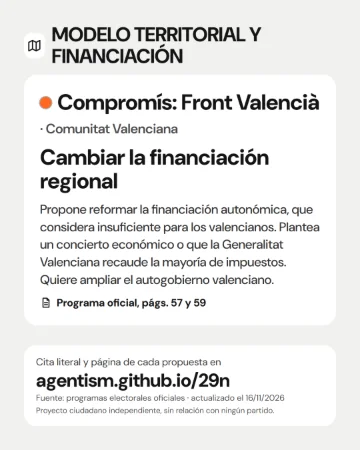 MODELO TERRITORIAL Y
FINANCIACIÓN
Compromís: Front Valencià
· Comunitat Valenciana
Cambiar la financiación
regional
Propone reformar la financiación autonómica, que
considera insuficiente para los valencianos. Plantea
un concierto económico o que la Generalitat
Valenciana recaude la mayoría de impuestos.
Quiere ampliar el autogobierno valenciano.
Programa oficial, págs. 57 y 59
Cita literal y página de cada propuesta en
agentism.github.io/29n
Fuente: programas electorales oficiales · actualizado el 16/11/2026
Proyecto ciudadano independiente, sin relación con ningún partido.